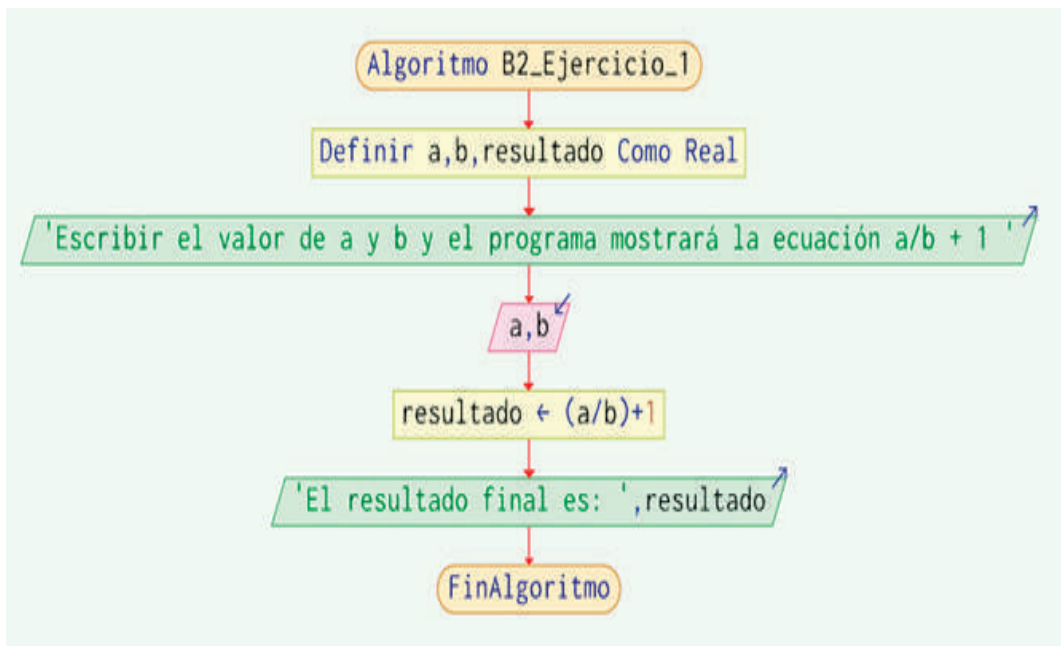 Algoritmo B2_Ejercicio_1
Definir a,b,resultado Como Real
'Escribir el valor de a y b y el programa mostrará la ecuación a/b + 1 '
a,b
resultado ← (a/b)+1
'El resultado final es: ',resultado
FinAlgoritmo